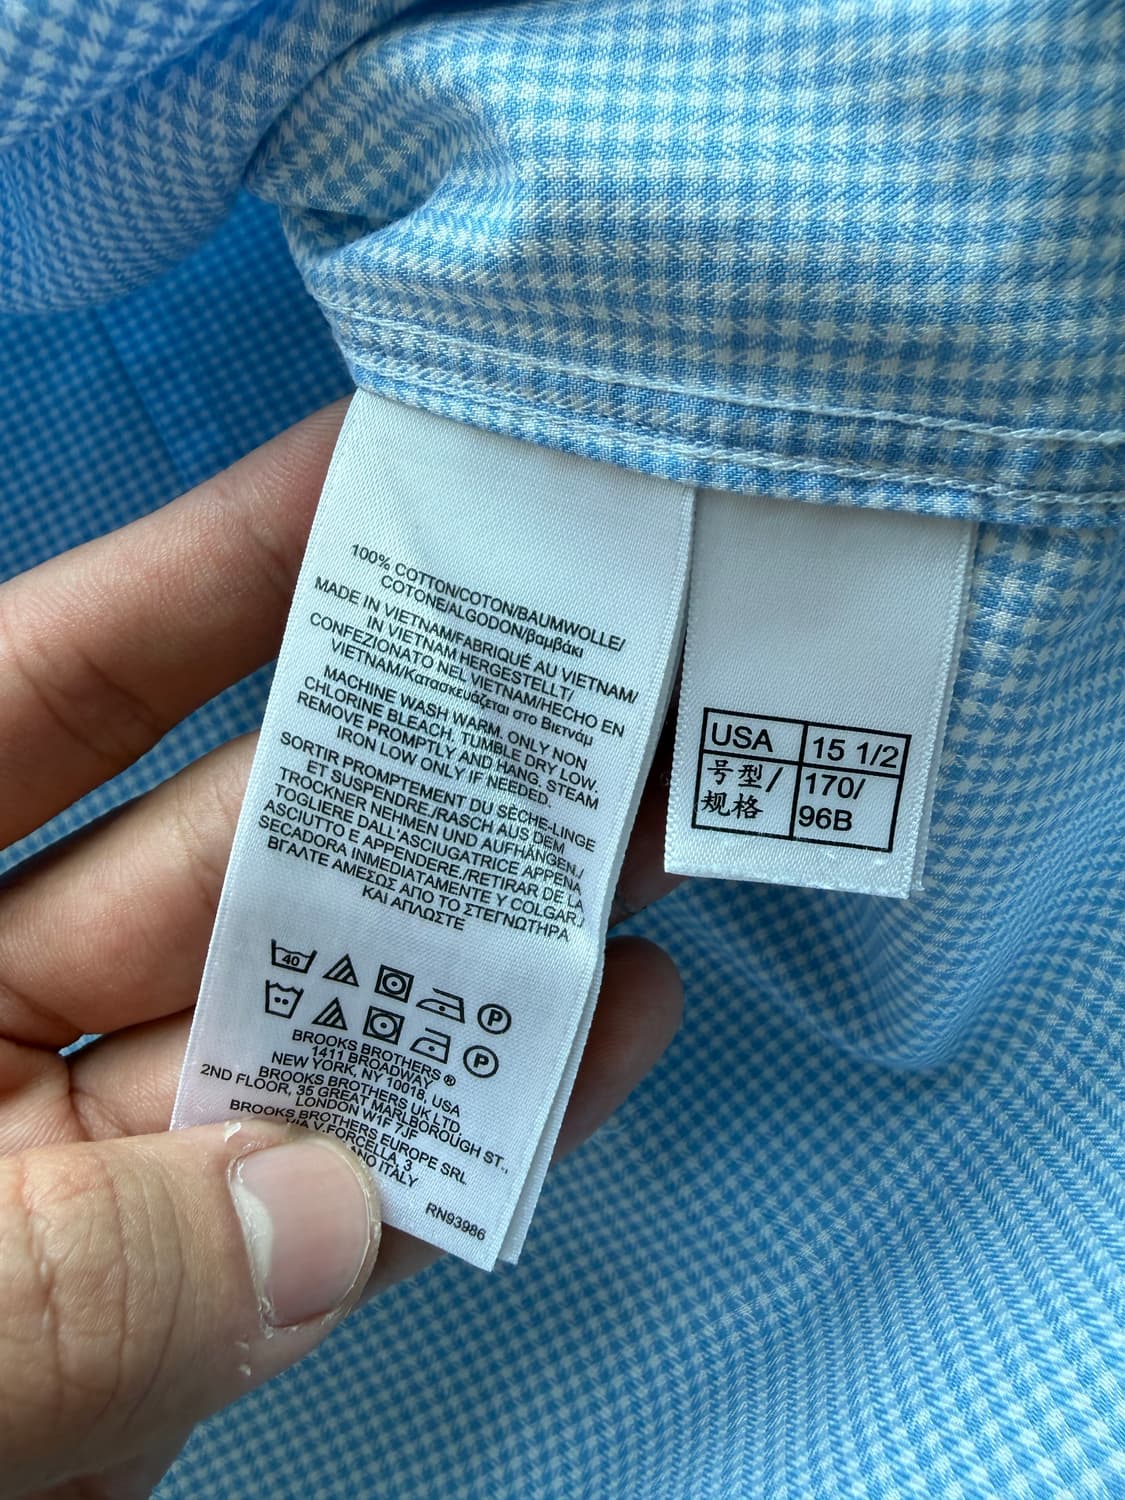 100% COTTON/COTON/BAUMWOLLE/
COTONE/ALGODON/βαμβάκι
MADE IN VIETNAM/FABRIQUÉ AU VIETNAM/
IN VIETNAM HERGESTELLT/
CONFEZIONATO NEL VIETNAM/HECHO EN
VIETNAM/Κατασκευάζεται στο Βιετνάμ
MACHINE WASH WARM. ONLY NON
CHLORINE BLEACH, TUMBLE DRY LOW.
REMOVE PROMPTLY AND HANG. STEAM
IRON LOW ONLY IF NEEDED.
SORTIR PROMPTEMENT DU SÈCHE-LINGE
ET SUSPENDRE./RASCH AUS DEM
TROCKNER NEHMEN UND AUFHÄNGEN./
TOGLIERE DALL'ASCIUGATRICE APPENA
ASCIUTTO E APPENDERE./RETIRAR DE LA
SECADORA INMEDIATAMENTE Y COLGAR./
ΒΓΑΛΤΕ ΑΜΕΣΩΣ ΑΠΟ ΤΟ ΣΤΕΓΝΩΤΗΡΑ
ΚΑΙ ΑΠΛΩΣΤΕ
40
P
P
BROOKS BROTHERS ®
1411 BROADWAY
NEW YORK, NY 10018, USA
BROOKS BROTHERS UK LTD.
2ND FLOOR, 35 GREAT MARLBOROUGH ST.,
LONDON W1F 7JF
BROOKS BROTHERS EUROPE SRL
VIA V.FORCELLA, 3
ITALY
RN93986
USA 15 1/2
号型/ 170/
规格 96B